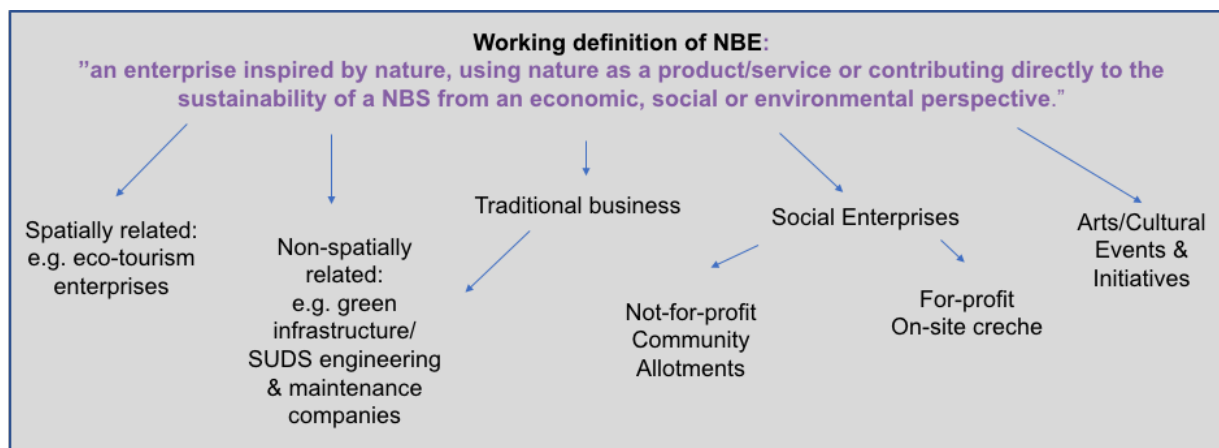 Working definition of NBE:
”an enterprise inspired by nature, using nature as a product/service or contributing directly to the
sustainability of a NBS from an economic, social or environmental perspective.”
Spatially related:
e.g. eco-tourism
enterprises
Non-spatially
related:
e.g. green
infrastructure/
SUDS engineering
& maintenance
companies
Traditional business
Social Enterprises
Not-for-profit
Community
Allotments
For-profit
On-site creche
Arts/Cultural
Events &
Initiatives